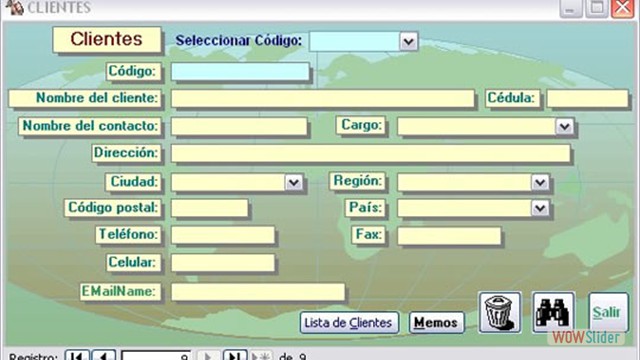 CLIENTES
Clientes
Seleccionar Código:
Código:
Nombre del cliente:
Cédula:
Nombre del contacto:
Cargo:
Dirección:
Ciudad:
Región:
Código postal:
País:
Teléfono:
Fax:
Celular:
EMailName:
Lista de Clientes
Memos
Salir
WOWSlider
Registro: 9 de 9